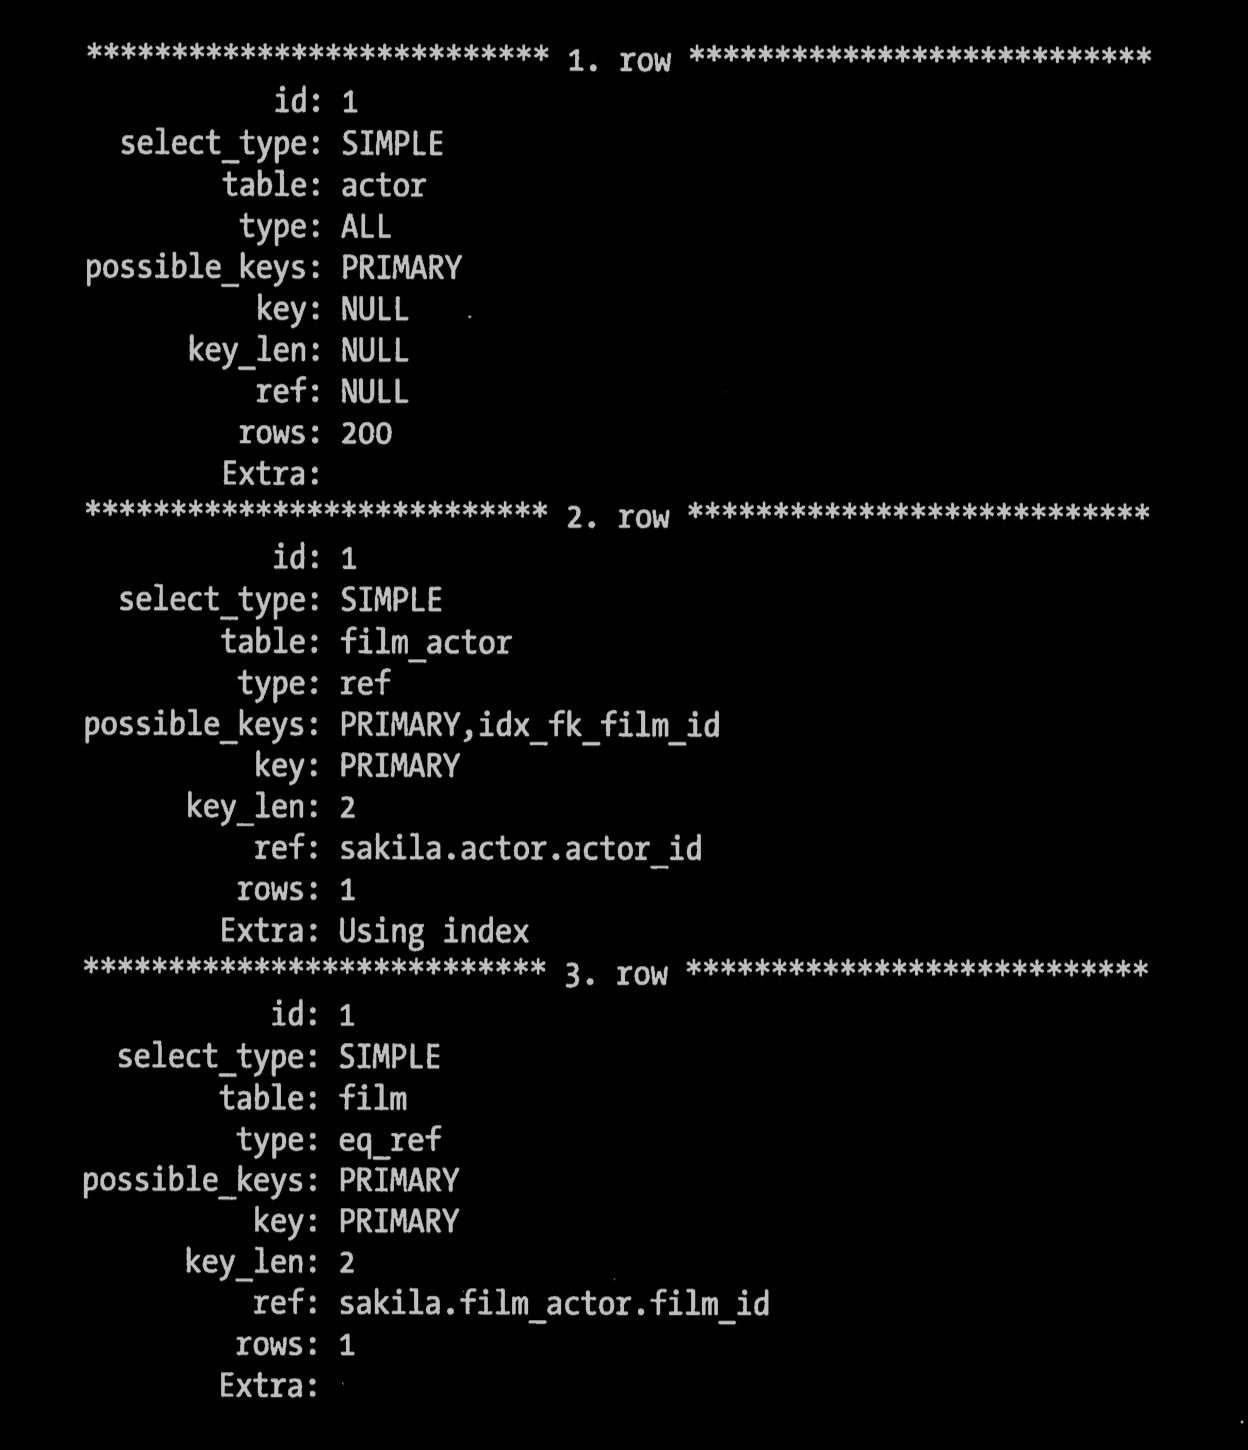 *************************** 1. row ***************************
           id: 1
  select_type: SIMPLE
        table: actor
         type: ALL
possible_keys: PRIMARY
          key: NULL
      key_len: NULL
          ref: NULL
         rows: 200
        Extra:
*************************** 2. row ***************************
           id: 1
  select_type: SIMPLE
        table: film_actor
         type: ref
possible_keys: PRIMARY,idx_fk_film_id
          key: PRIMARY
      key_len: 2
          ref: sakila.actor.actor_id
         rows: 1
        Extra: Using index
*************************** 3. row ***************************
           id: 1
  select_type: SIMPLE
        table: film
         type: eq_ref
possible_keys: PRIMARY
          key: PRIMARY
      key_len: 2
          ref: sakila.film_actor.film_id
         rows: 1
        Extra: